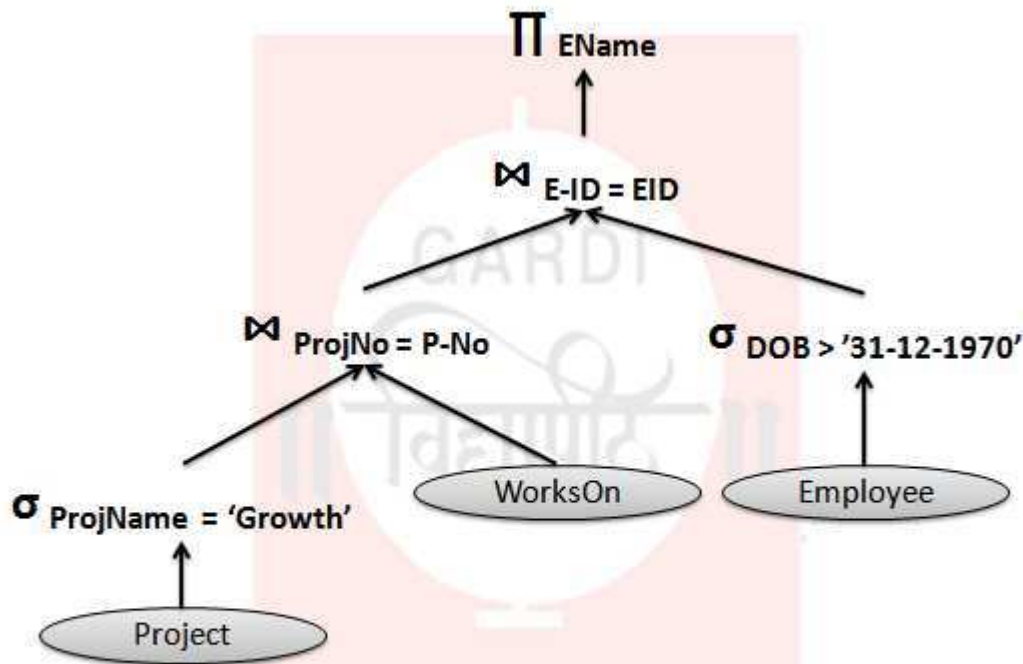 ∏ EName
⋈ E-ID = EID
GARDI
⋈ ProjNo = P-No
σ DOB > '31-12-1970'
विद्यापीठ
WorksOn
Employee
σ ProjName = ‘Growth’
Project